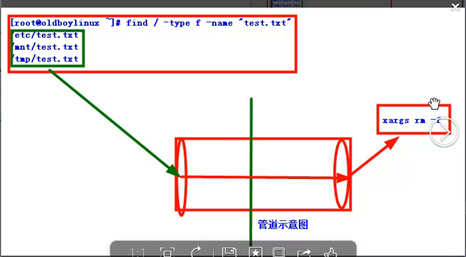 [root@oldboylinux ~]# find / -type f -name "test.txt"
/etc/test.txt
/mnt/test.txt
/tmp/test.txt
xargs rm -f
管道示意图